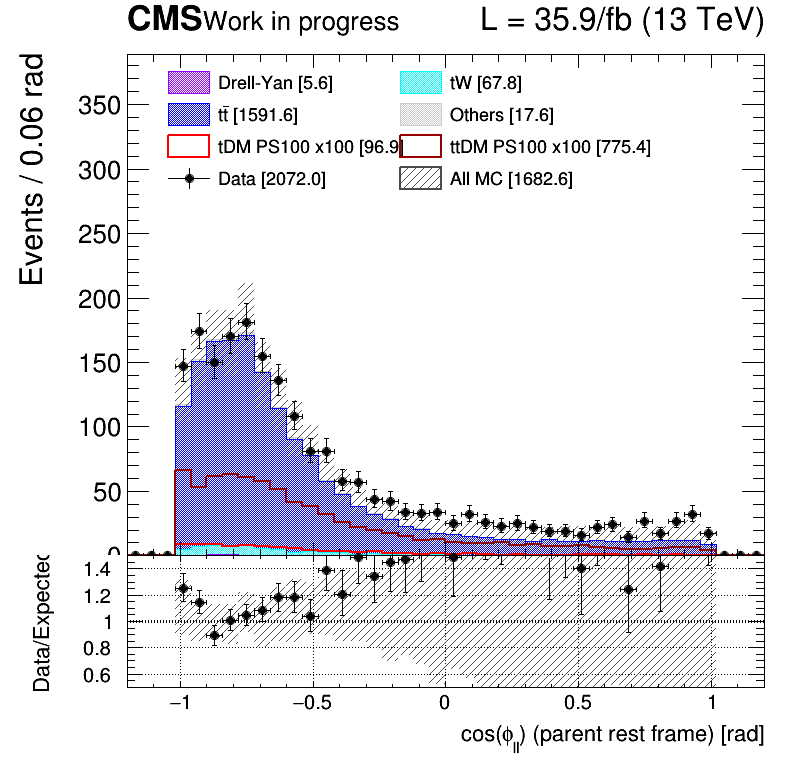 CMS Work in progress L = 35.9/fb (13 TeV)
Events / 0.06 rad
Drell-Yan [5.6] tW [67.8]
tt̄ [1591.6] Others [17.6]
tDM PS100 x100 [96.9] ttDM PS100 x100 [775.4]
Data [2072.0] All MC [1682.6]
350
300
250
200
150
100
50
0
Data/Expected
1.4
1.2
1
0.8
0.6
−1 −0.5 0 0.5 1
cos(ϕ_ll) (parent rest frame) [rad]